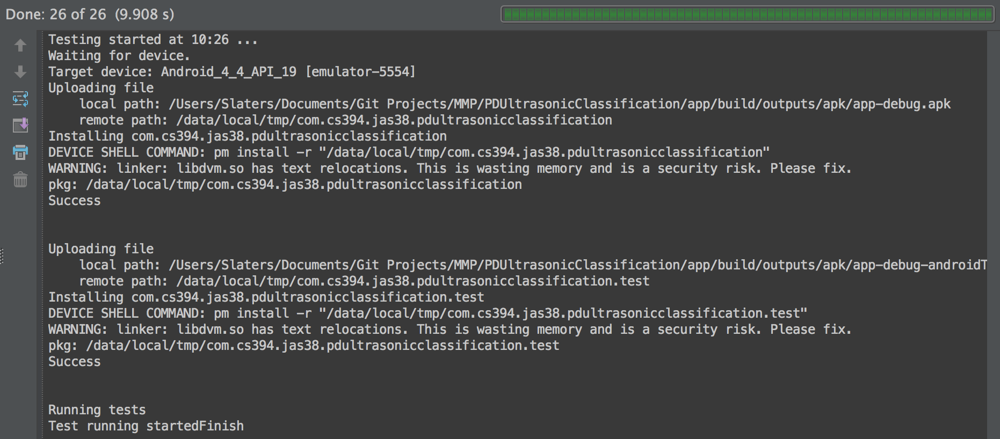 Done: 26 of 26 (9.908 s)
Testing started at 10:26 ...
Waiting for device.
Target device: Android_4_4_API_19 [emulator-5554]
Uploading file
local path: /Users/Slaters/Documents/Git Projects/MMP/PDUltrasonicClassification/app/build/outputs/apk/app-debug.apk
remote path: /data/local/tmp/com.cs394.jas38.pdultrasonicclassification
Installing com.cs394.jas38.pdultrasonicclassification
DEVICE SHELL COMMAND: pm install -r "/data/local/tmp/com.cs394.jas38.pdultrasonicclassification"
WARNING: linker: libdvm.so has text relocations. This is wasting memory and is a security risk. Please fix.
pkg: /data/local/tmp/com.cs394.jas38.pdultrasonicclassification
Success
Uploading file
local path: /Users/Slaters/Documents/Git Projects/MMP/PDUltrasonicClassification/app/build/outputs/apk/app-debug-androidT
remote path: /data/local/tmp/com.cs394.jas38.pdultrasonicclassification.test
Installing com.cs394.jas38.pdultrasonicclassification.test
DEVICE SHELL COMMAND: pm install -r "/data/local/tmp/com.cs394.jas38.pdultrasonicclassification.test"
WARNING: linker: libdvm.so has text relocations. This is wasting memory and is a security risk. Please fix.
pkg: /data/local/tmp/com.cs394.jas38.pdultrasonicclassification.test
Success
Running tests
Test running startedFinish